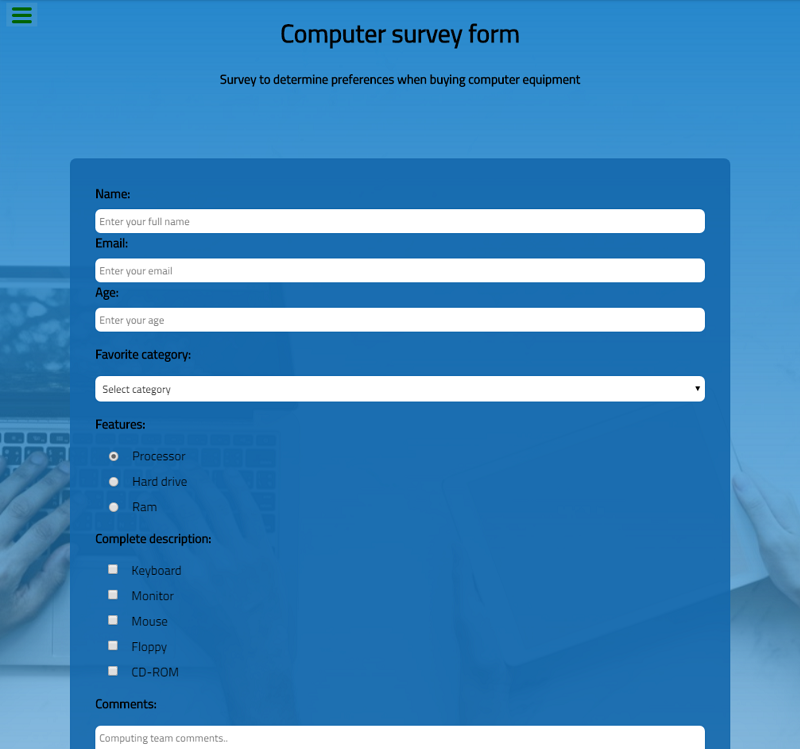 Computer survey form
Survey to determine preferences when buying computer equipment
Name:
Enter your full name
Email:
Enter your email
Age:
Enter your age
Favorite category:
Select category
Features:
Processor
Hard drive
Ram
Complete description:
Keyboard
Monitor
Mouse
Floppy
CD-ROM
Comments:
Computing team comments..